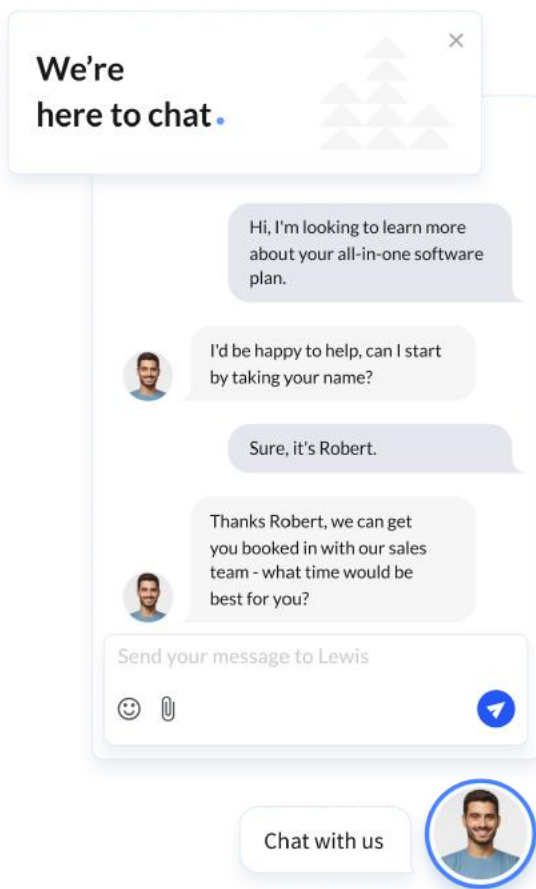 We’re
here to chat.
Hi, I'm looking to learn more
about your all-in-one software
plan.
I'd be happy to help, can I start
by taking your name?
Sure, it's Robert.
Thanks Robert, we can get
you booked in with our sales
team - what time would be
best for you?
Send your message to Lewis
Chat with us